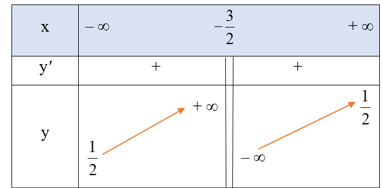 x −∞ −3/2 +∞
y′ + +
+∞ 1/2
y
1/2 −∞